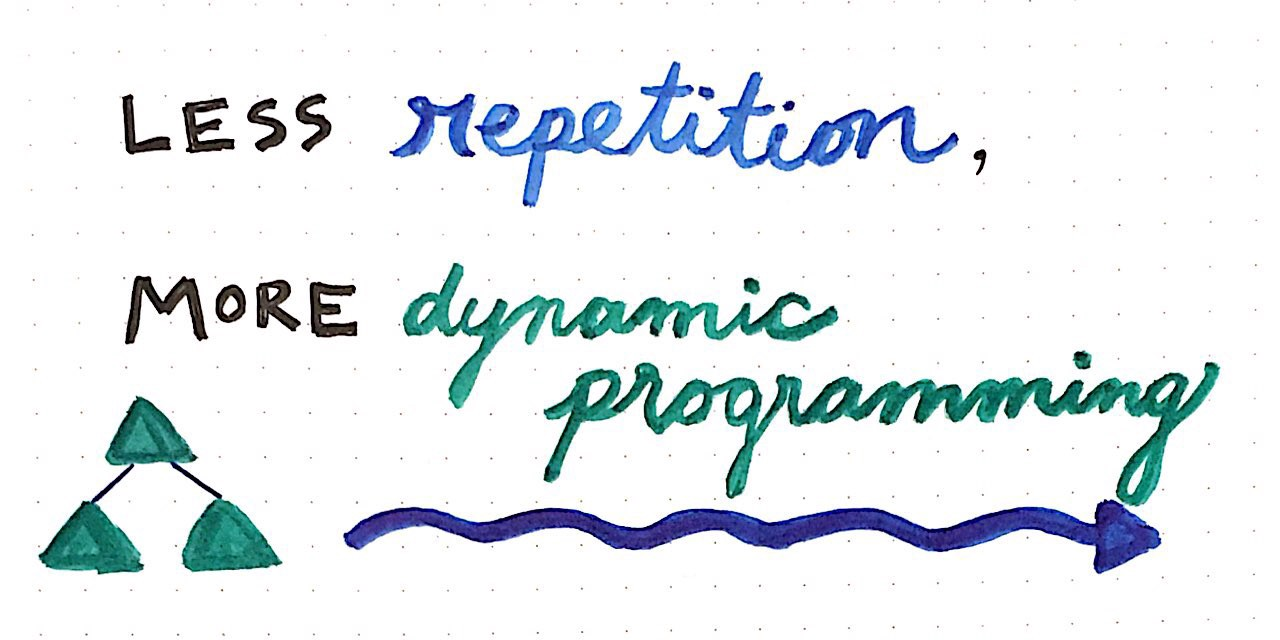 LESS repetition,
MORE dynamic
programming